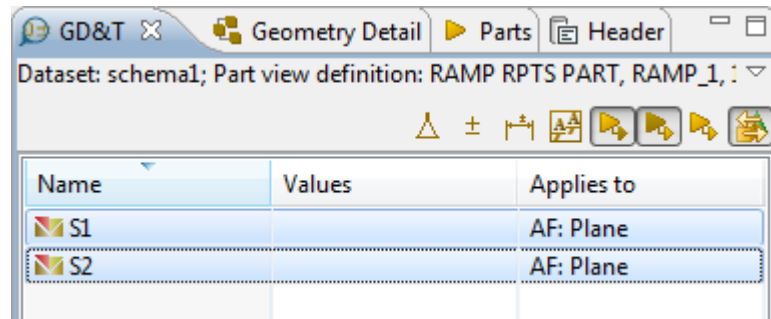 GD&T Geometry Detail Parts Header
Dataset: schema1; Part view definition: RAMP RPTS PART, RAMP_1,
Name Values Applies to
S1 AF: Plane
S2 AF: Plane